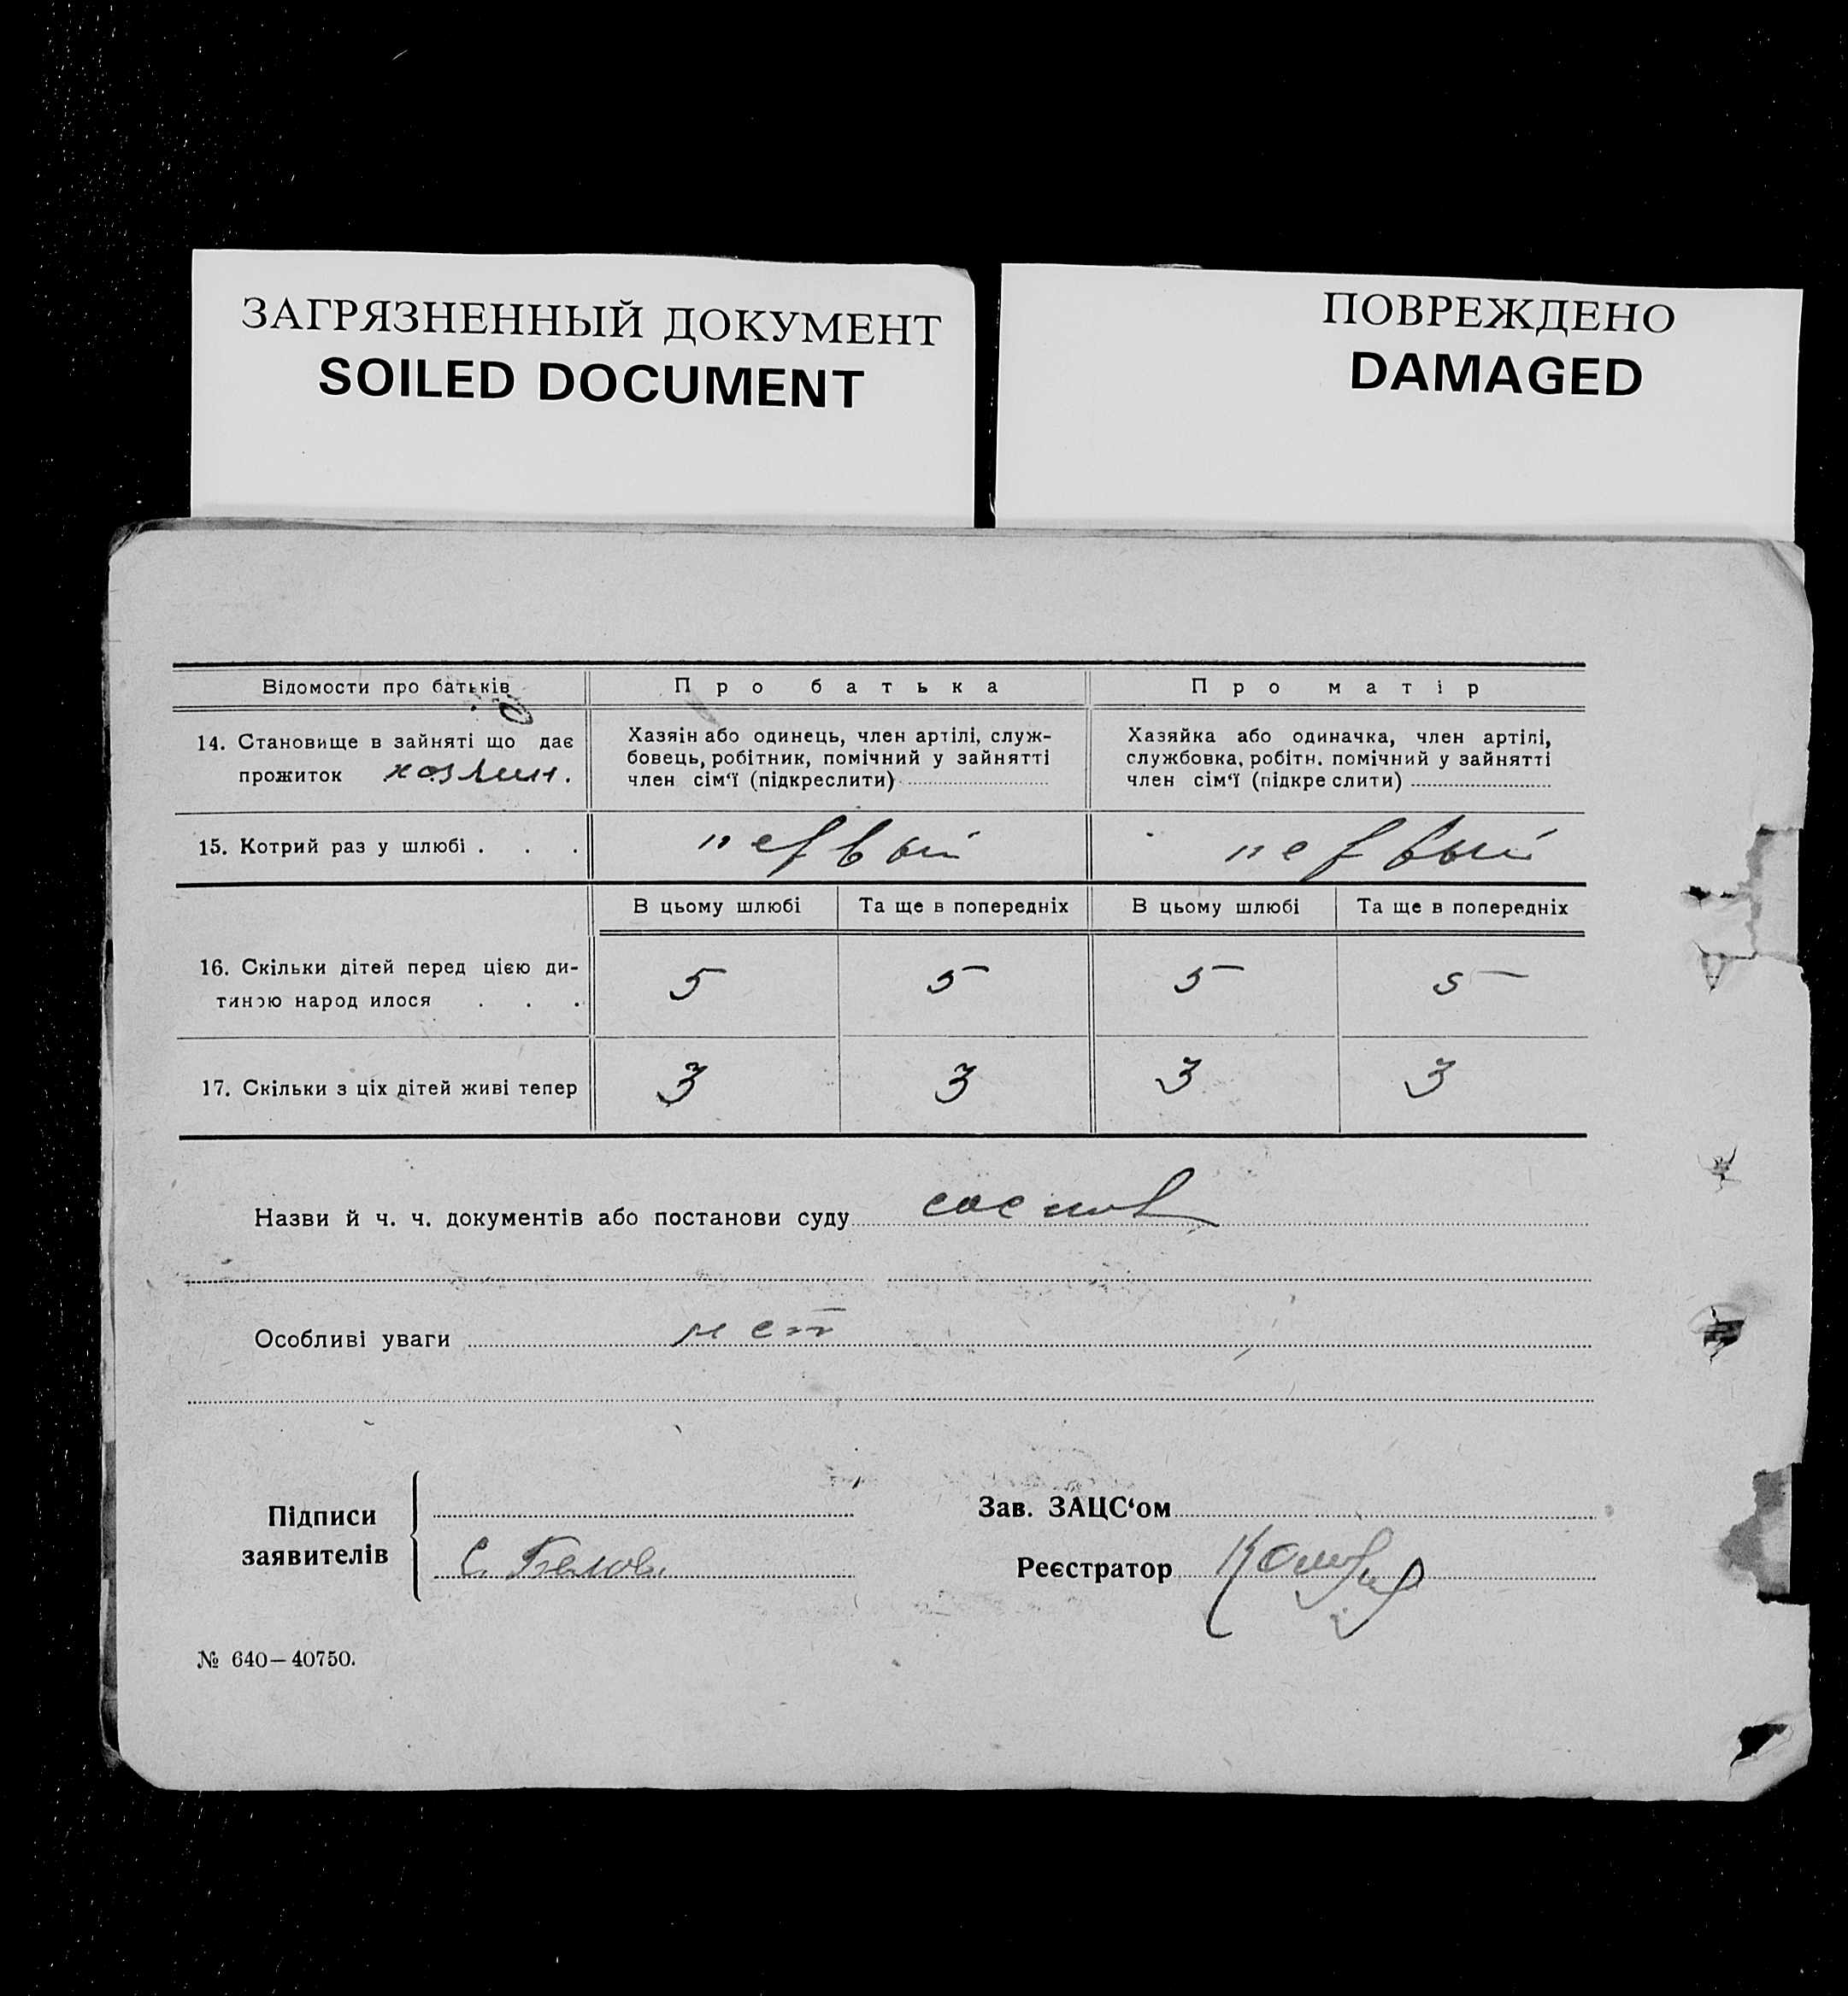 ЗАГРЯЗНЕННЫЙ ДОКУМЕНТ
SOILED DOCUMENT
ПОВРЕЖДЕНО
DAMAGED
Відомости про батьків
Про батька
Про матір
14. Становище в зайняті що дає
прожиток хозяин.
Хазяін або одинець, член артілі, служ-
бовець, робітник, помічний у зайнятті
член сім‘ї (підкреслити)
Хазяйка або одиначка, член артілі,
службовка, робітн. помічний у зайнятті
член сім‘ї (підкреслити)
15. Котрий раз у шлюбі . . .
первый
первый
В цьому шлюбі
Та ще в попередніх
В цьому шлюбі
Та ще в попередніх
16. Скільки дітей перед цією ди-
тиною народилося . . .
5
5
5
5
17. Скільки з ціх дітей живі тепер
3
3
3
3
Назви й ч. ч. документів або постанови суду
Особливі уваги нет
Підписи
заявителів
С.
Зав. ЗАЦС‘ом
Реєстратор
№ 640—40750.